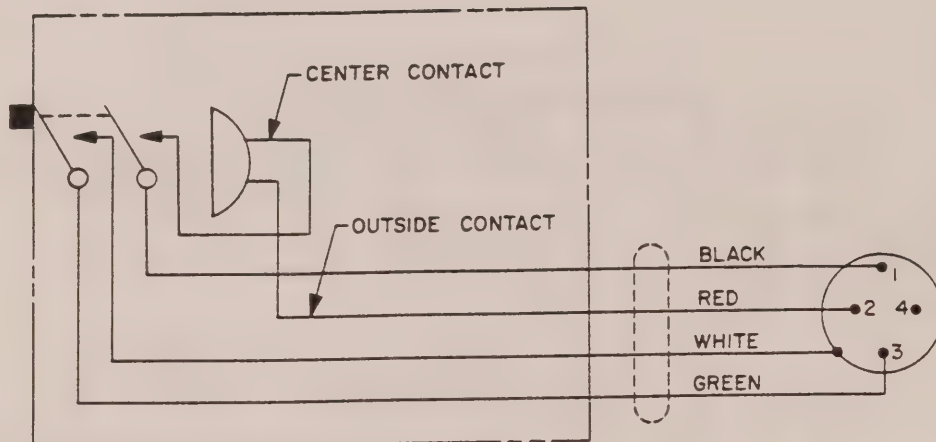 CENTER CONTACT
OUTSIDE CONTACT
BLACK
1
RED
2 4
WHITE
3
GREEN